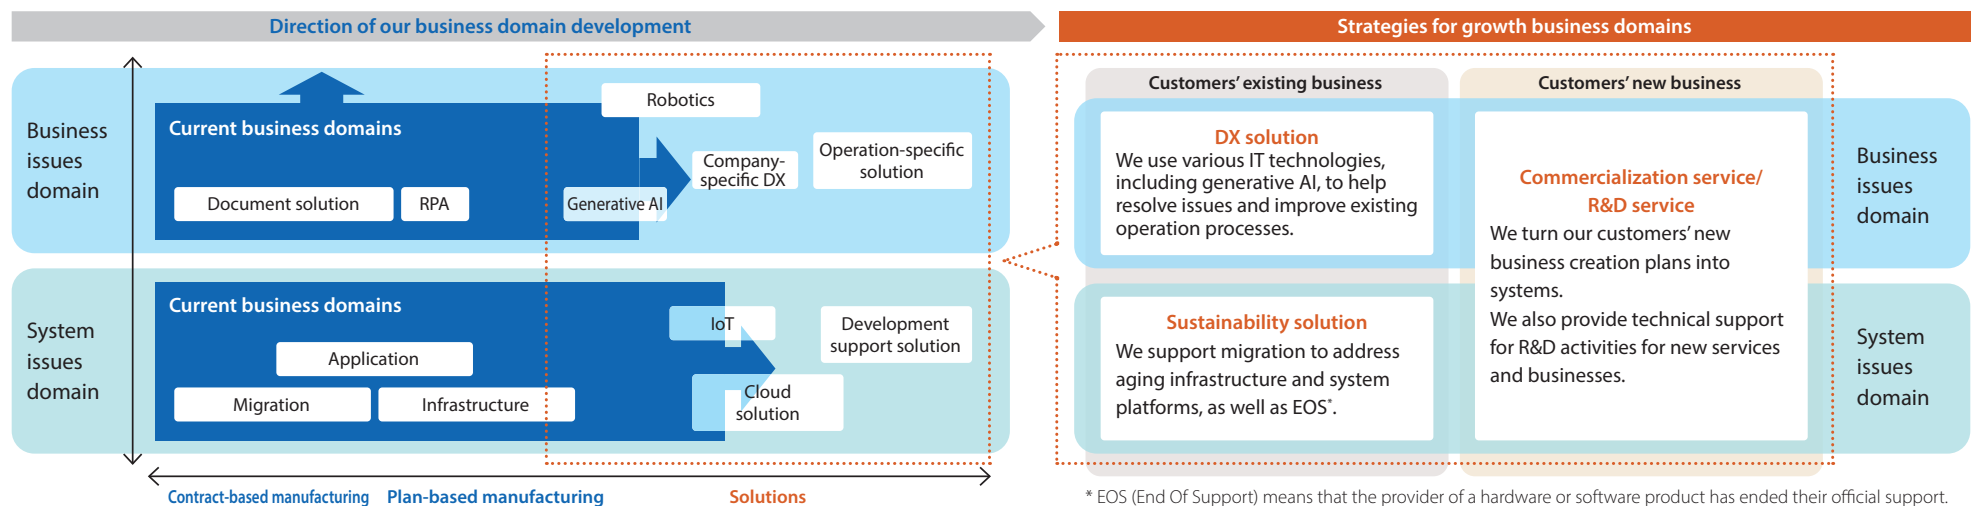 Direction of our business domain development
Business
issues
domain
Current business domains
Document solution
RPA
Generative AI
Robotics
Company-
specific DX
Operation-specific
solution
System
issues
domain
Current business domains
Application
Migration
Infrastructure
IoT
Cloud
solution
Development
support solution
Contract-based manufacturing
Plan-based manufacturing
Solutions
Strategies for growth business domains
Customers’ existing business
Customers’ new business
DX solution
We use various IT technologies,
including generative AI, to help
resolve issues and improve existing
operation processes.
Sustainability solution
We support migration to address
aging infrastructure and system
platforms, as well as EOS*.
Commercialization service/
R&D service
We turn our customers’ new
business creation plans into
systems.
We also provide technical support
for R&D activities for new services
and businesses.
Business
issues
domain
System
issues
domain
* EOS (End Of Support) means that the provider of a hardware or software product has ended their official support.